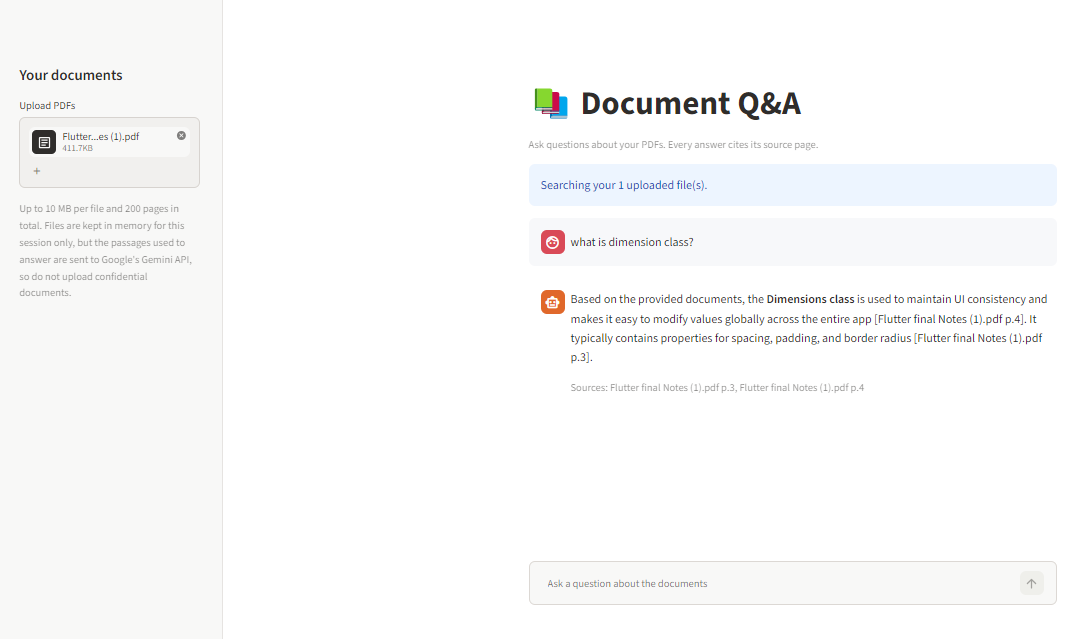 Your documents
Upload PDFs
Flutter...es (1).pdf
411.7KB
+
Up to 10 MB per file and 200 pages in
total. Files are kept in memory for this
session only, but the passages used to
answer are sent to Google's Gemini API,
so do not upload confidential
documents.
Document Q&A
Ask questions about your PDFs. Every answer cites its source page.
Searching your 1 uploaded file(s).
what is dimension class?
Based on the provided documents, the Dimensions class is used to maintain UI consistency and
makes it easy to modify values globally across the entire app [Flutter final Notes (1).pdf p.4]. It
typically contains properties for spacing, padding, and border radius [Flutter final Notes (1).pdf
p.3].
Sources: Flutter final Notes (1).pdf p.3, Flutter final Notes (1).pdf p.4
Ask a question about the documents